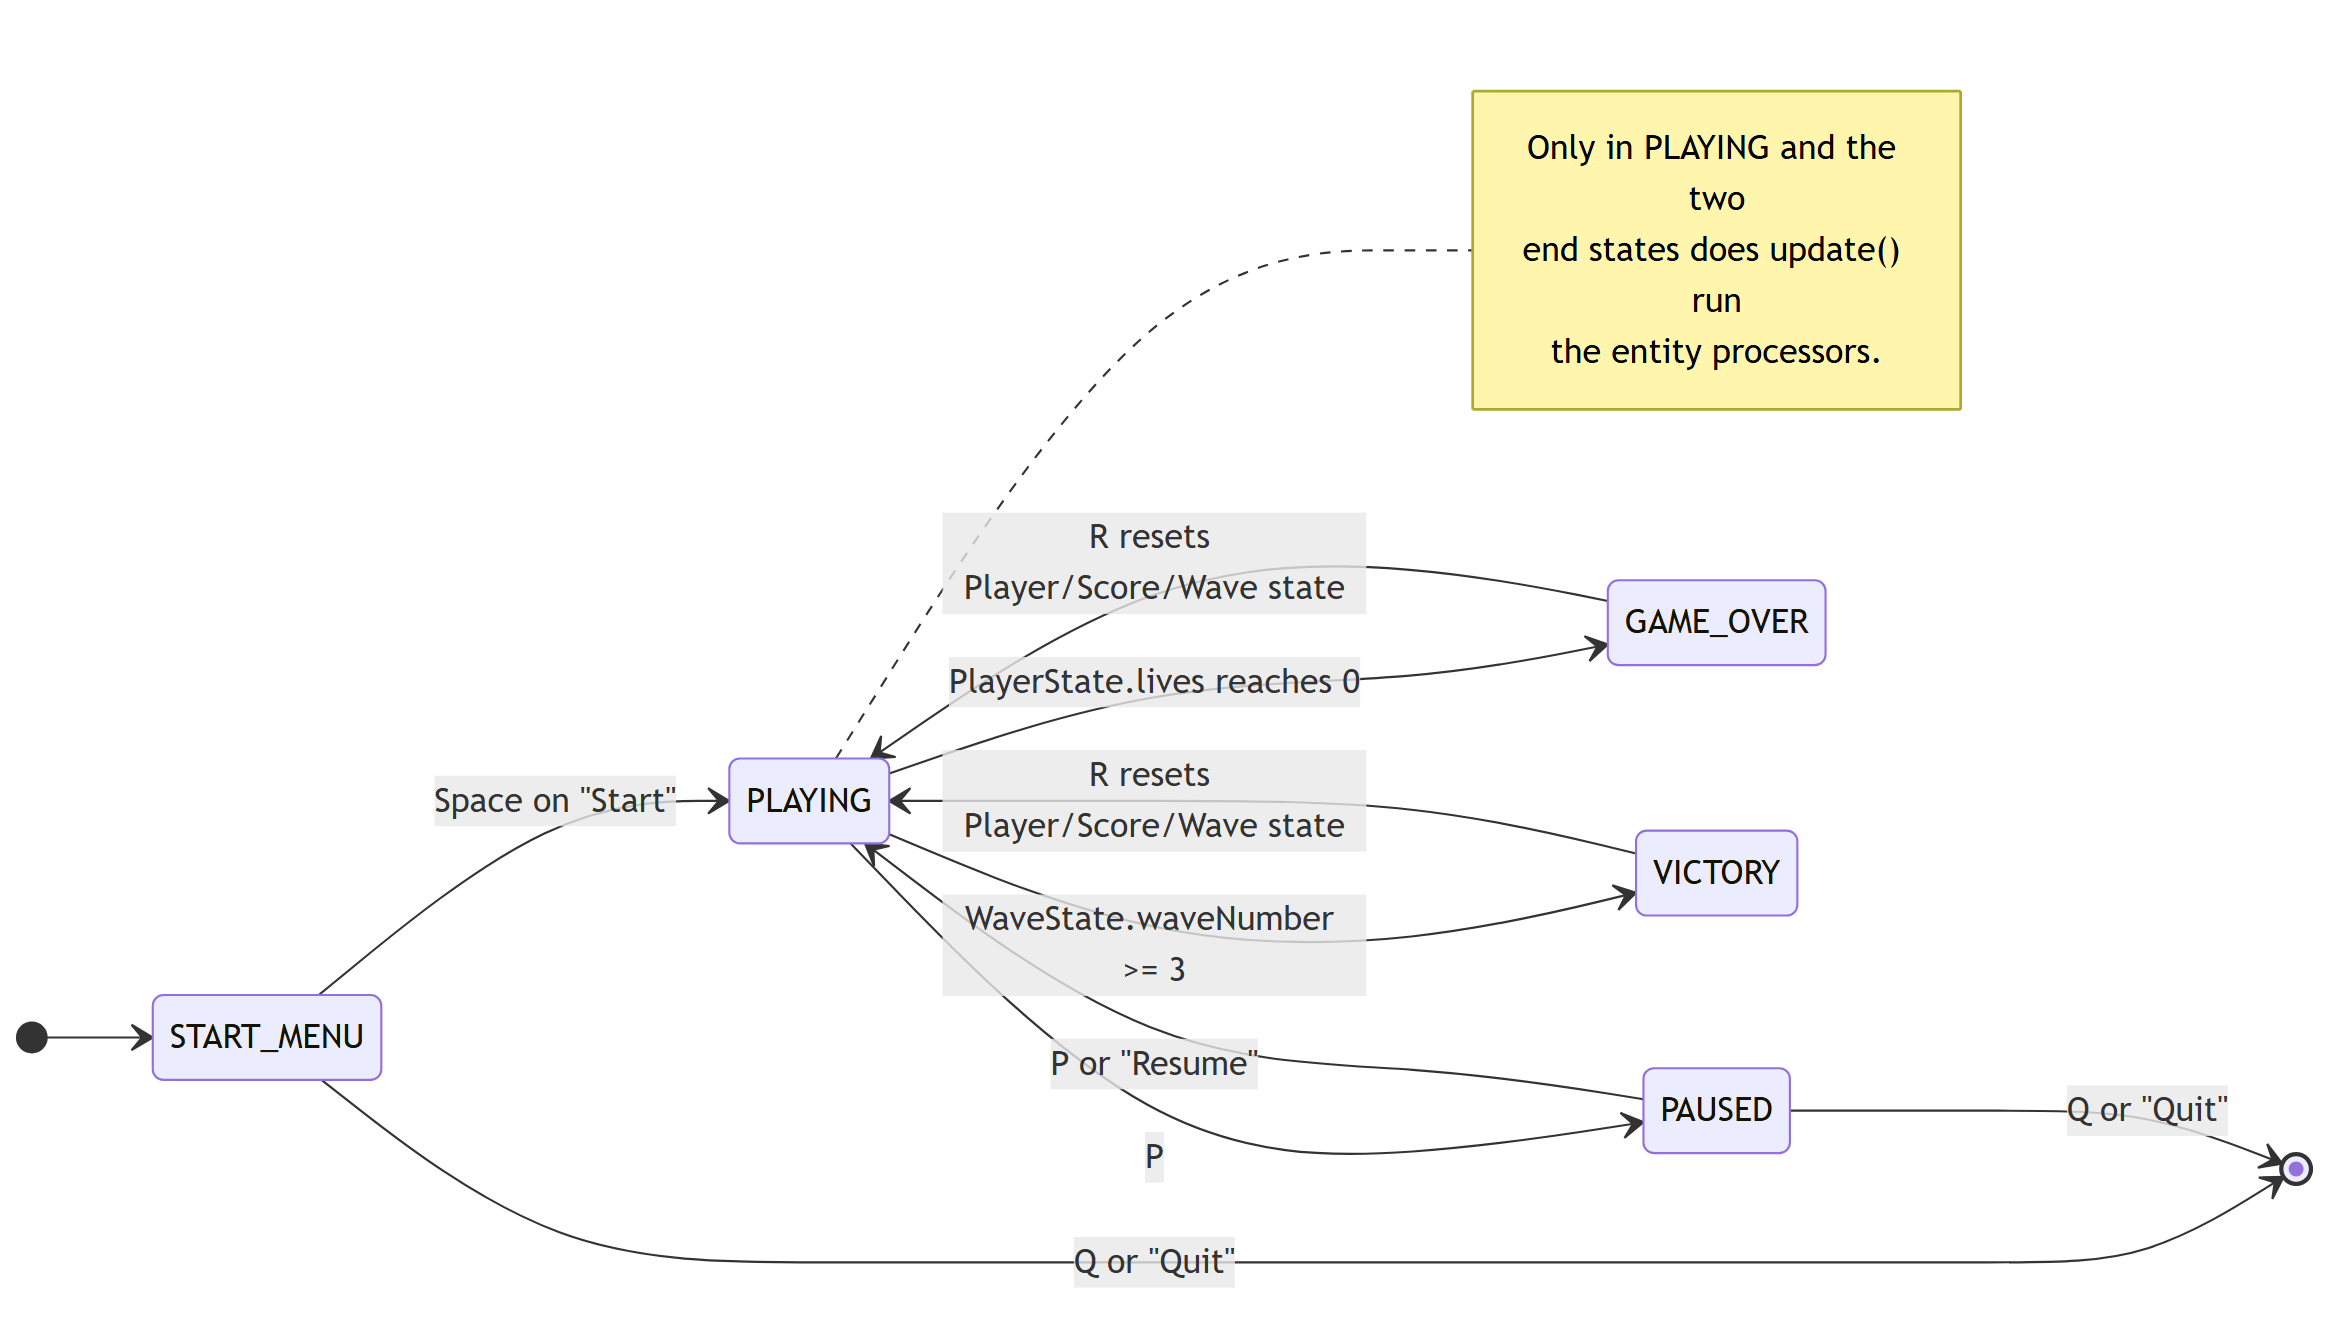 Only in PLAYING and the
two
end states does update()
run
the entity processors.
R resets
Player/Score/Wave state
GAME_OVER
PlayerState.lives reaches 0
R resets
Player/Score/Wave state
Space on "Start"
PLAYING
VICTORY
WaveState.waveNumber
>= 3
START_MENU
P or "Resume"
PAUSED
Q or "Quit"
P
Q or "Quit"